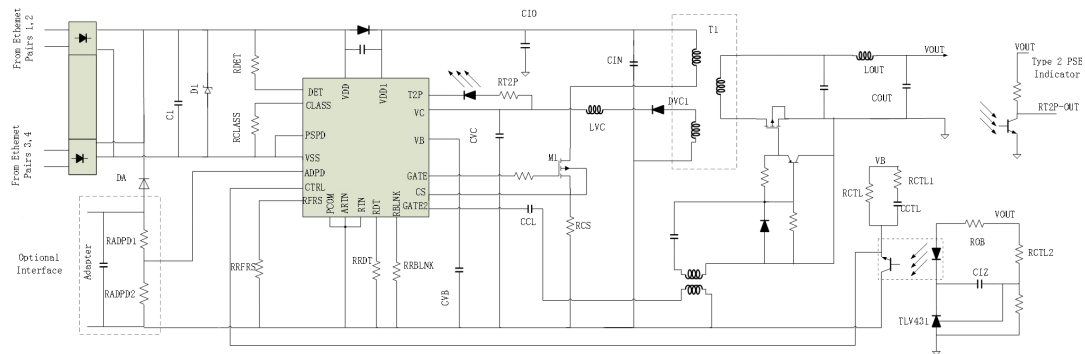 From Ethernet
Pairs 1,2
From Ethernet
Pairs 3,4
C1
D1
DA
RDET
RCLASS
DET
CLASS
PSPD
VSS
ADPD
CTRL
RFRS
VDD
VDD1
T2P
VC
VB
GATE
CS
GATE2
PCOM
ARTN
RTN
RDT
RBLNK
CIO
RT2P
CVC
LVC
DVC1
CIN
T1
M1
RCS
CCL
CVB
RRFRS
RRDT
RRBLNK
Optional
Interface
Adapter
RADPD1
RADPD2
LOUT
VOUT
COUT
VOUT
Type 2 PSE
Indicator
RT2P-OUT
VB
RCTL
RCTL1
CCTL
VOUT
ROB
RCTL2
CIZ
TLV431